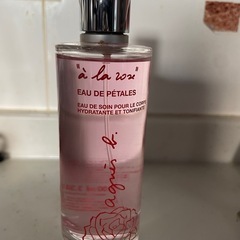 "à la rose"
EAU DE PÉTALES
EAU DE SOIN POUR LE CORPS
HYDRATANTE ET TONIFIANTE
agnès b.